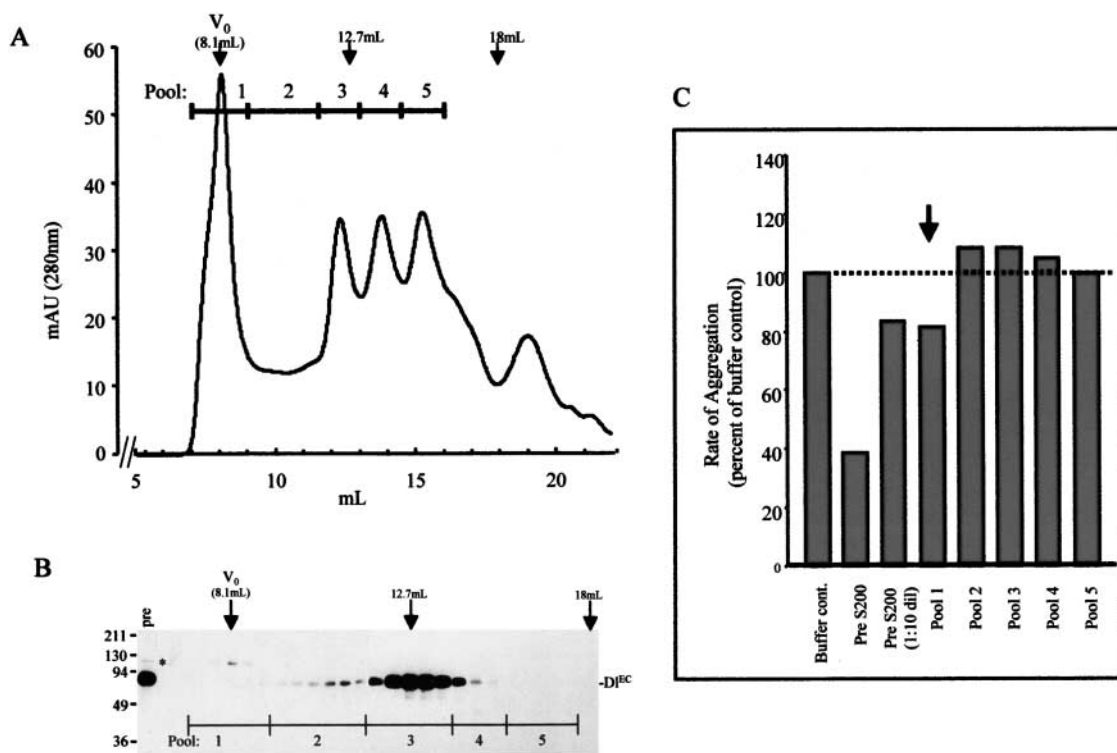 A
V0
(8.1mL)
12.7mL
18mL
Pool: 1 2 3 4 5
60
50
40
30
20
10
0
mAU (280nm)
5 10 15 20
mL
B
V0
(8.1mL)
12.7mL
18mL
pre
211
130
94
49
36
*
-DlEC
Pool: 1 2 3 4 5
C
140
120
100
80
60
40
20
0
Rate of Aggregation
(percent of buffer control)
Buffer cont.
Pre S200
Pre S200
(1:10 dil)
Pool 1
Pool 2
Pool 3
Pool 4
Pool 5